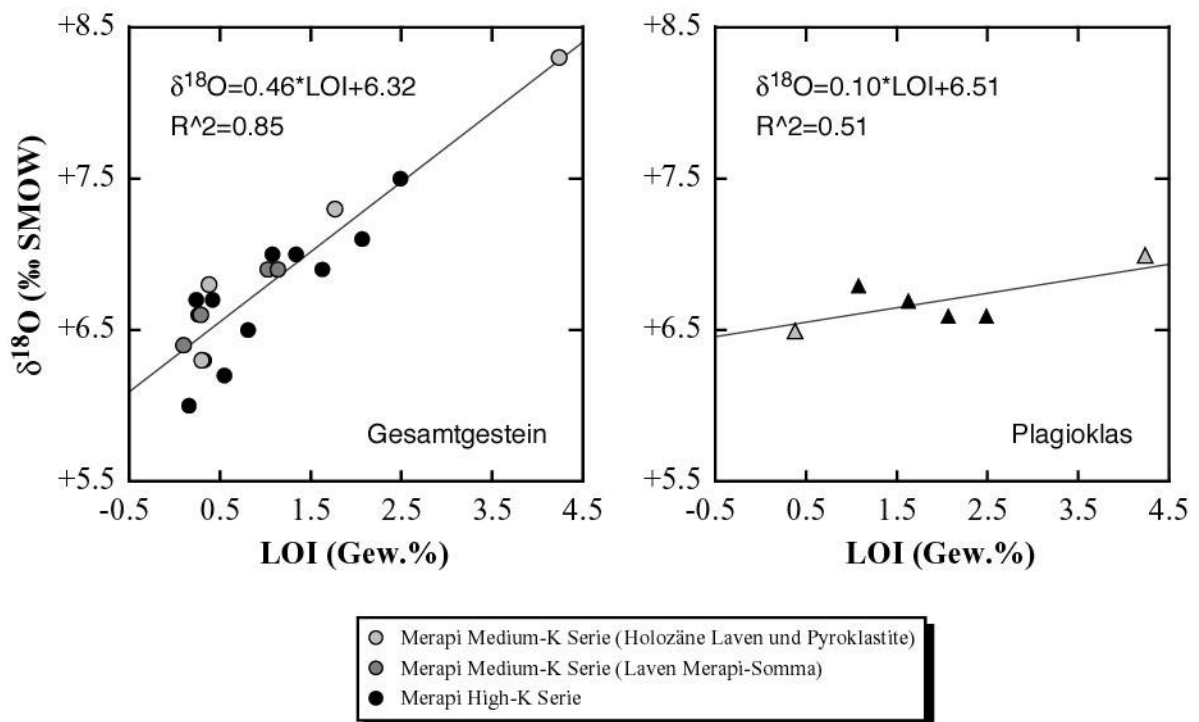 δ18O (‰ SMOW)
+8.5
+7.5
+6.5
+5.5
δ18O=0.46*LOI+6.32
R^2=0.85
Gesamtgestein
-0.5 0.5 1.5 2.5 3.5 4.5
LOI (Gew.%)
+8.5
+7.5
+6.5
+5.5
δ18O=0.10*LOI+6.51
R^2=0.51
Plagioklas
-0.5 0.5 1.5 2.5 3.5 4.5
LOI (Gew.%)
Merapi Medium-K Serie (Holozäne Laven und Pyroklastite)
Merapi Medium-K Serie (Laven Merapi-Somma)
Merapi High-K Serie